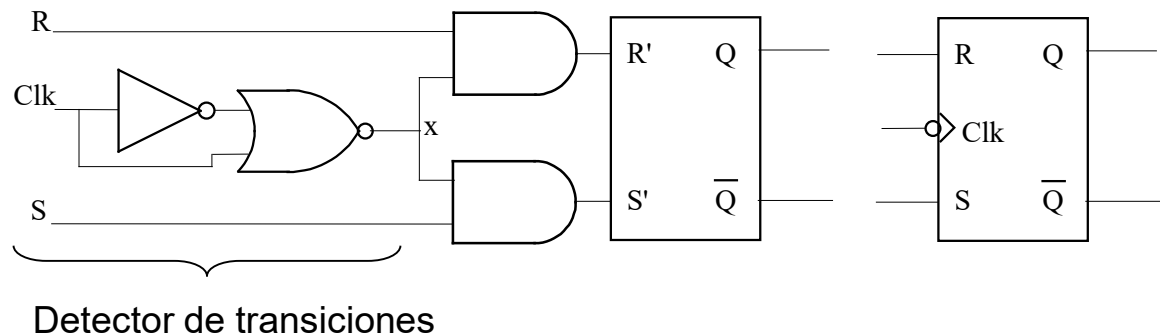 R
R' Q
R Q
Clk
x
Clk
S' Q̅
S Q̅
S
Detector de transiciones